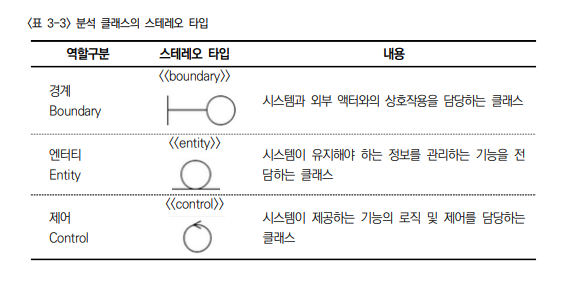 〈표 3-3〉 분석 클래스의 스테레오 타입
역할구분 스테레오 타입 내용
〈〈boundary〉〉
경계
Boundary
시스템과 외부 액터와의 상호작용을 담당하는 클래스
〈〈entity〉〉
엔터티
Entity
시스템이 유지해야 하는 정보를 관리하는 기능을 전
담하는 클래스
〈〈control〉〉
제어
Control
시스템이 제공하는 기능의 로직 및 제어를 담당하는
클래스